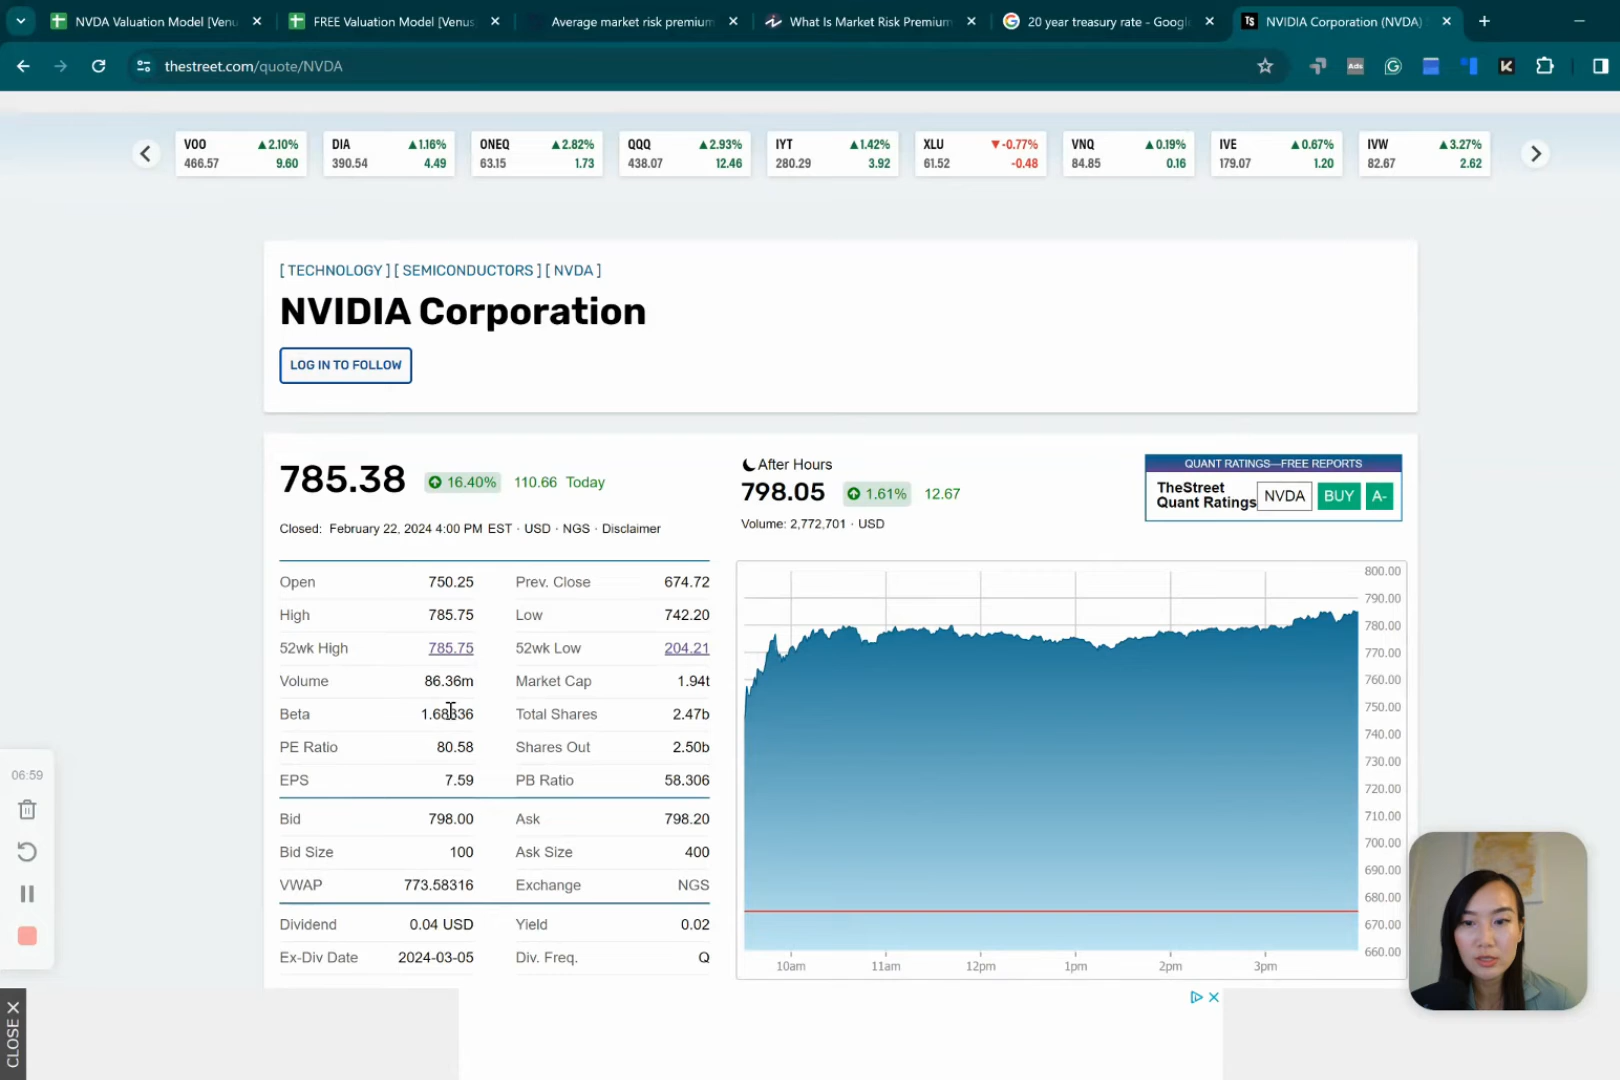 NVDA Valuation Model [Venu
FREE Valuation Model [Venus
Average market risk premium
What Is Market Risk Premium
20 year treasury rate - Google
NVIDIA Corporation (NVDA)
thestreet.com/quote/NVDA
VOO ▲2.10%
466.57 9.60
DIA ▲1.16%
390.54 4.49
ONEQ ▲2.82%
63.15 1.73
QQQ ▲2.93%
438.07 12.46
IYT ▲1.42%
280.29 3.92
XLU ▼-0.77%
61.52 -0.48
VNQ ▲0.19%
84.85 0.16
IVE ▲0.67%
179.07 1.20
IVW ▲3.27%
82.67 2.62
[ TECHNOLOGY ] [ SEMICONDUCTORS ] [ NVDA ]
NVIDIA Corporation
LOG IN TO FOLLOW
785.38 16.40% 110.66 Today
Closed: February 22, 2024 4:00 PM EST · USD · NGS · Disclaimer
After Hours
798.05 1.61% 12.67
Volume: 2,772,701 · USD
QUANT RATINGS—FREE REPORTS
TheStreet
Quant Ratings NVDA BUY A-
Open 750.25 Prev. Close 674.72
High 785.75 Low 742.20
52wk High 785.75 52wk Low 204.21
Volume 86.36m Market Cap 1.94t
Beta Total Shares 2.47b
PE Ratio 80.58 Shares Out 2.50b
EPS 7.59 PB Ratio 58.306
Bid 798.00 Ask 798.20
Bid Size 100 Ask Size 400
VWAP 773.58316 Exchange NGS
Dividend 0.04 USD Yield 0.02
Ex-Div Date 2024-03-05 Div. Freq. Q
800.00
790.00
780.00
770.00
760.00
750.00
740.00
730.00
720.00
710.00
700.00
690.00
680.00
670.00
660.00
10am 11am 12pm 1pm 2pm 3pm
06:59
CLOSE X